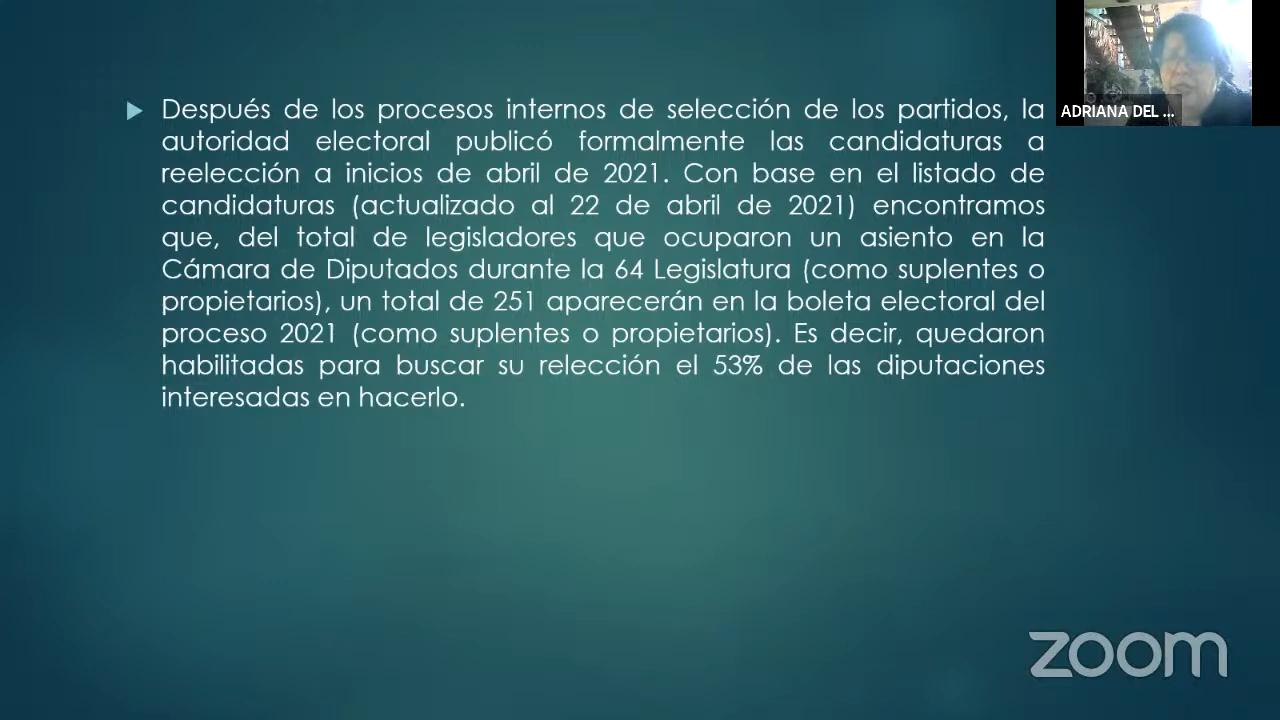 Después de los procesos internos de selección de los partidos, la
autoridad electoral publicó formalmente las candidaturas a
reelección a inicios de abril de 2021. Con base en el listado de
candidaturas (actualizado al 22 de abril de 2021) encontramos
que, del total de legisladores que ocuparon un asiento en la
Cámara de Diputados durante la 64 Legislatura (como suplentes o
propietarios), un total de 251 aparecerán en la boleta electoral del
proceso 2021 (como suplentes o propietarios). Es decir, quedaron
habilitadas para buscar su relección el 53% de las diputaciones
interesadas en hacerlo.
ADRIANA DEL ...
zoom